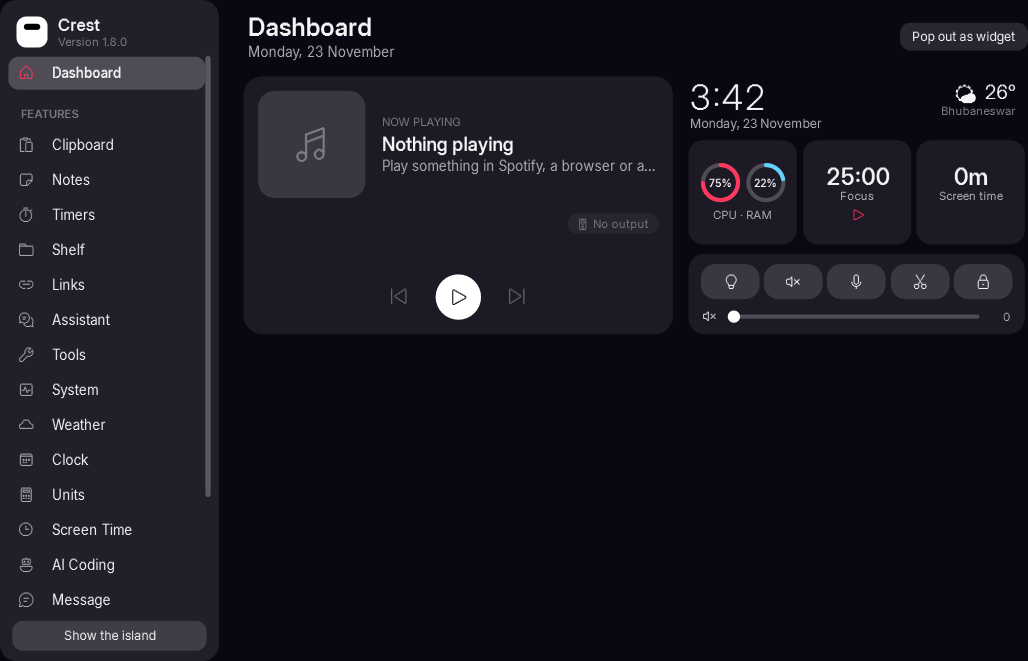 Crest
Version 1.8.0
Dashboard
FEATURES
Clipboard
Notes
Timers
Shelf
Links
Assistant
Tools
System
Weather
Clock
Units
Screen Time
AI Coding
Message
Show the island
Dashboard
Monday, 23 November
Pop out as widget
NOW PLAYING
Nothing playing
Play something in Spotify, a browser or a...
No output
3:42
Monday, 23 November
26°
Bhubaneswar
75%
22%
CPU · RAM
25:00
Focus
0m
Screen time
0